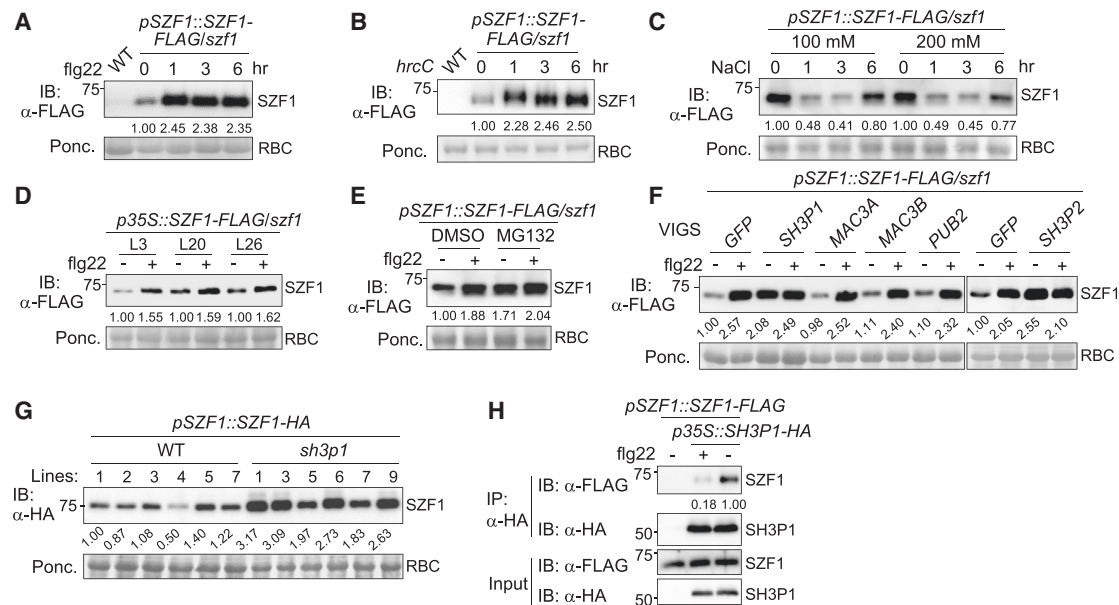 A
pSZF1::SZF1-
FLAG/szf1
flg22 WT 0 1 3 6 hr
IB:
α-FLAG
75
SZF1
1.00 2.45 2.38 2.35
Ponc. RBC
B
pSZF1::SZF1-
FLAG/szf1
hrcC WT 0 1 3 6 hr
IB:
α-FLAG
75
SZF1
1.00 2.28 2.46 2.50
Ponc. RBC
C
pSZF1::SZF1-FLAG/szf1
100 mM 200 mM
NaCl 0 1 3 6 0 1 3 6 hr
IB:
α-FLAG
75
SZF1
1.00 0.48 0.41 0.80 1.00 0.49 0.45 0.77
Ponc. RBC
D
p35S::SZF1-FLAG/szf1
L3 L20 L26
flg22 - + - + - +
IB:
α-FLAG
75
SZF1
1.00 1.55 1.00 1.59 1.00 1.62
Ponc. RBC
E
pSZF1::SZF1-FLAG/szf1
DMSO MG132
flg22 - + - +
IB:
α-FLAG
75
SZF1
1.00 1.88 1.71 2.04
Ponc. RBC
F
pSZF1::SZF1-FLAG/szf1
VIGS GFP SH3P1 MAC3A MAC3B PUB2 GFP SH3P2
flg22 - + - + - + - + - + - + - +
IB:
α-FLAG
75
SZF1
1.00 2.57 2.08 2.49 0.98 2.52 1.11 2.40 1.10 2.32 1.00 2.05 2.55 2.10
Ponc. RBC
G
pSZF1::SZF1-HA
WT sh3p1
Lines: 1 2 3 4 5 7 1 3 5 6 7 9
IB:
α-HA
75
SZF1
1.00 0.87 1.08 0.50 1.40 1.22 3.17 3.09 1.97 2.73 1.83 2.63
Ponc. RBC
H
pSZF1::SZF1-FLAG
p35S::SH3P1-HA
flg22 - + -
IP:
α-HA
IB: α-FLAG 75 SZF1
0.18 1.00
IB: α-HA 50 SH3P1
Input
IB: α-FLAG 75 SZF1
IB: α-HA 50 SH3P1